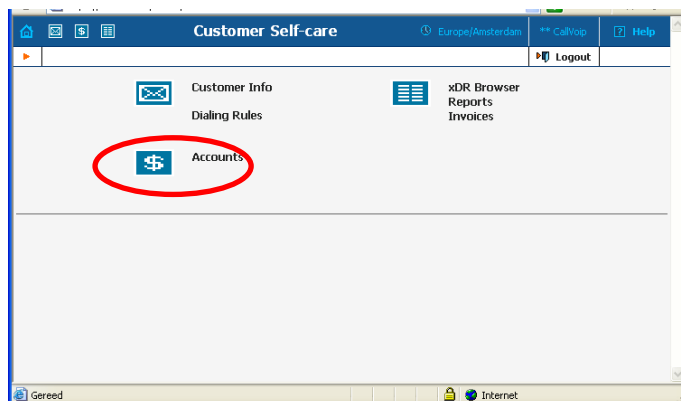 Customer Self-care
Europe/Amsterdam
** CallVoip
? Help
Logout
Customer Info
Dialing Rules
xDR Browser
Reports
Invoices
$ Accounts
Gereed
Internet